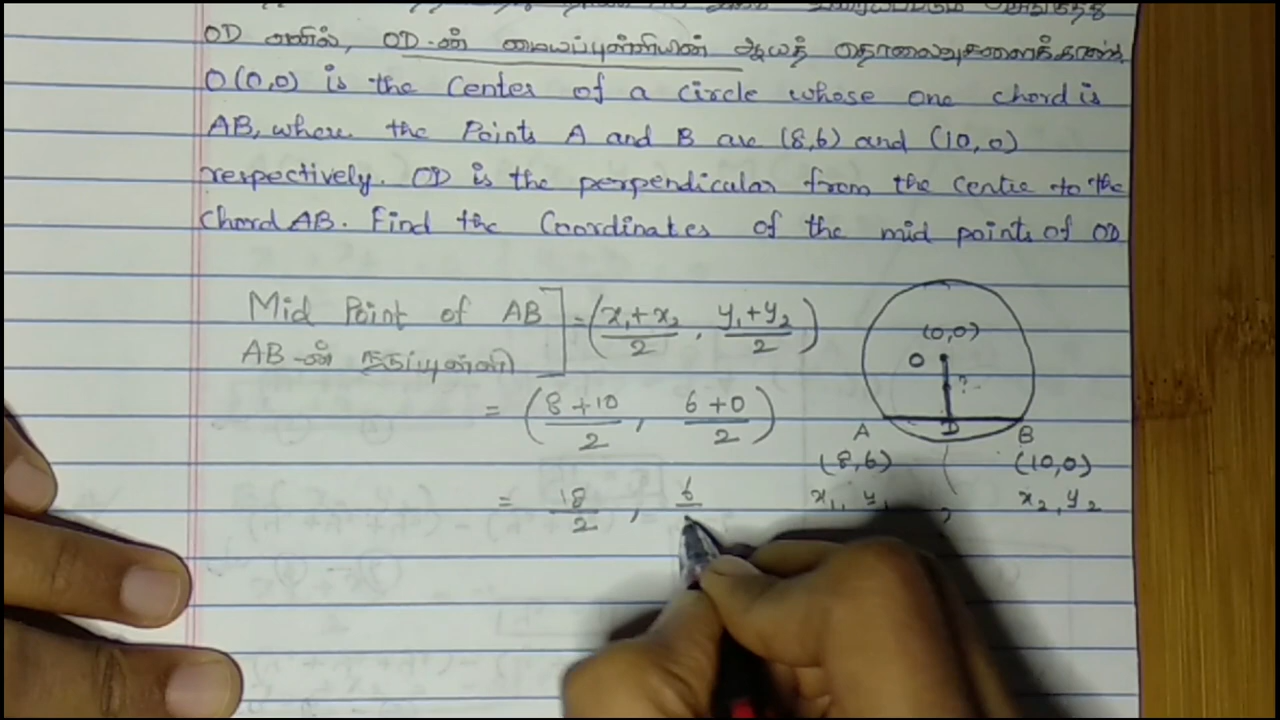 OD எனில், OD-ன் மையப்புள்ளியின் ஆயத் தொலைவுகளைக்காண்க
O(0,0) is the Center of a circle whose one chord is
AB, where the Points A and B are (8,6) and (10,0)
respectively. OD is the perpendicular from the centre to the
Chord AB. Find the Coordinates of the mid points of OD
Mid Point of AB
AB-ன் நடுப்புள்ளி
= (x₁+x₂/2, y₁+y₂/2)
= (8+10/2, 6+0/2)
= 18/2, 6/
(0,0)
O
?
A D B
(8,6) (10,0)
x₁, y₁ , x₂, y₂